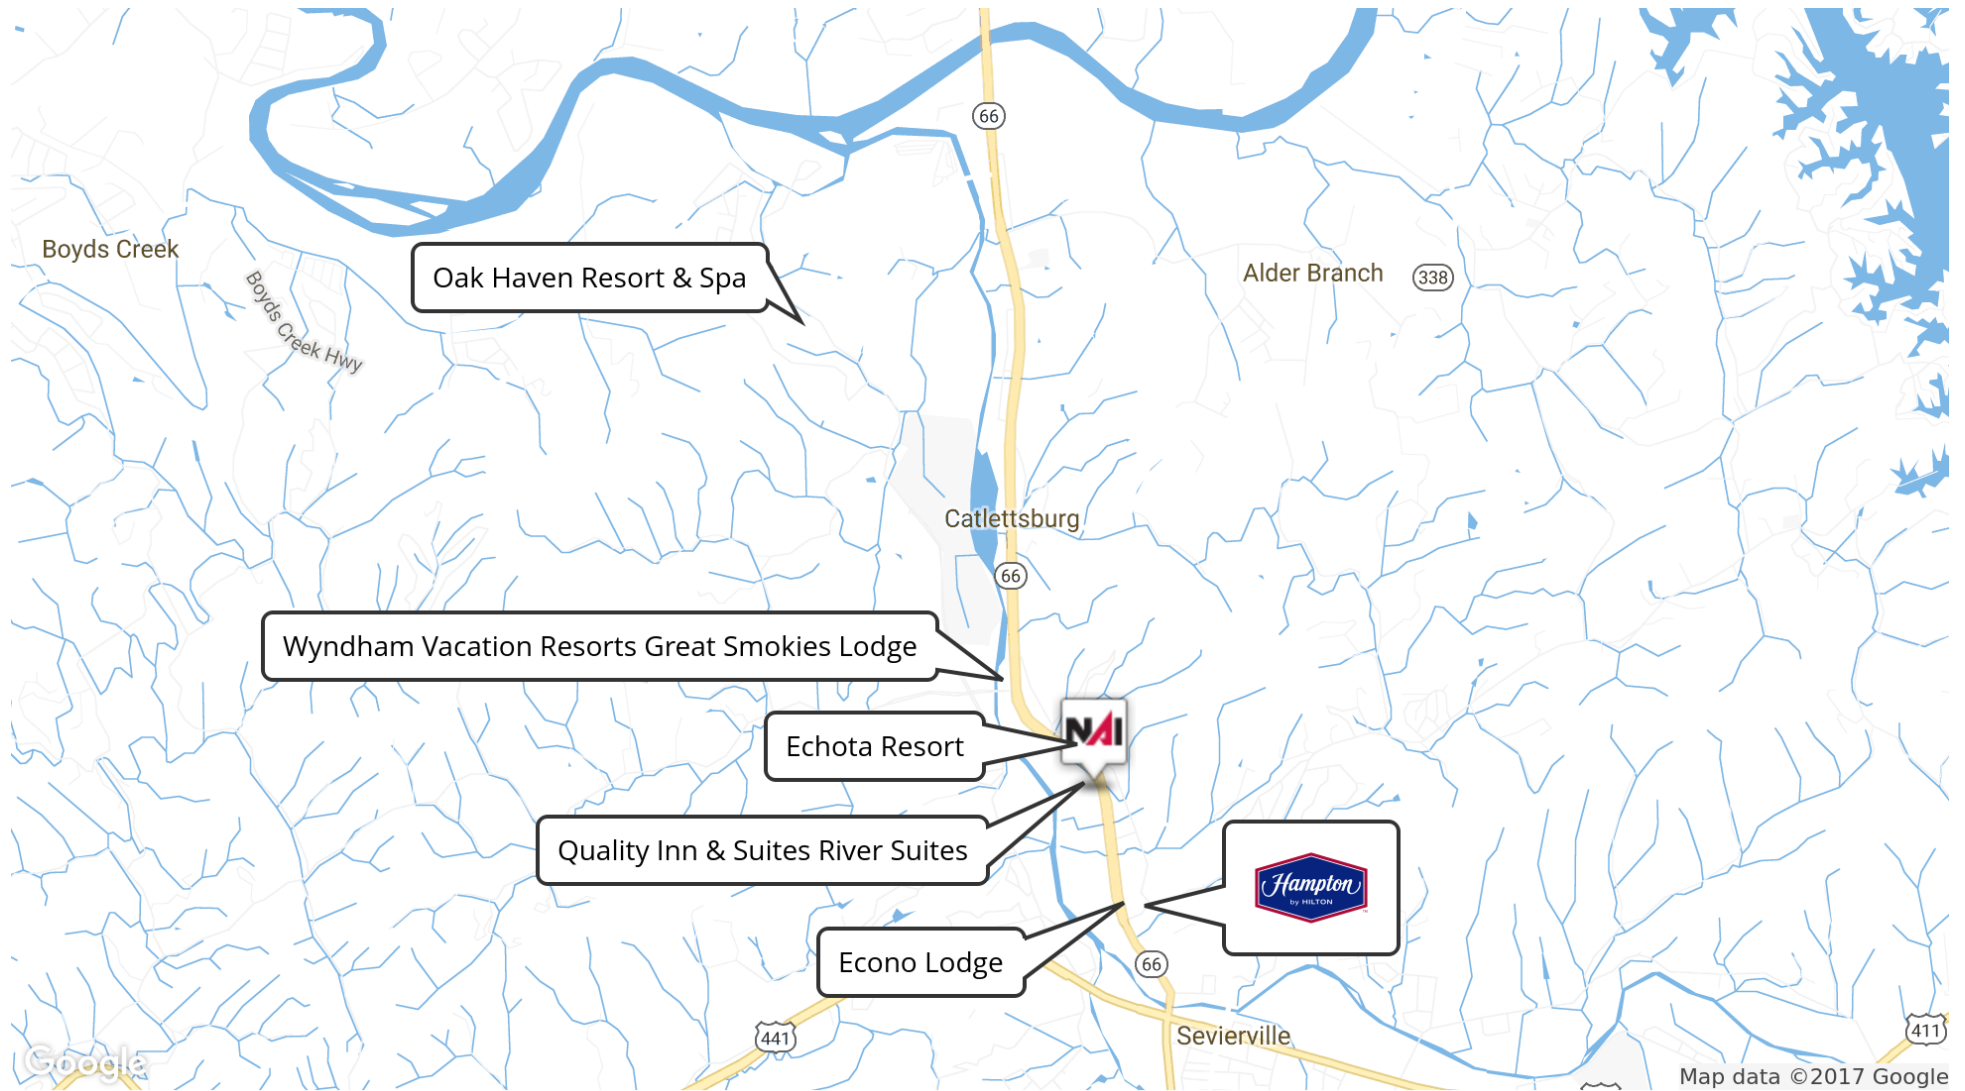 66
Boyds Creek
Oak Haven Resort & Spa
Alder Branch
338
Boyds Creek Hwy
Catlettsburg
66
Wyndham Vacation Resorts Great Smokies Lodge
NAI
Echota Resort
Quality Inn & Suites River Suites
Hampton
by HILTON
™
Econo Lodge
66
441
Sevierville
411
Google
Map data ©2017 Google